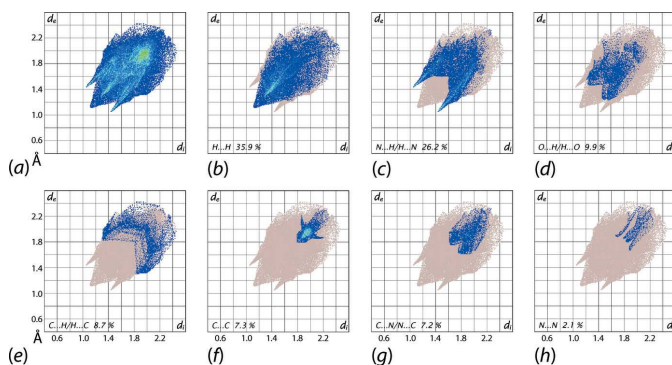 dₑ dₑ dₑ dₑ
2.2
1.8
1.4
1.0
0.6
dᵢ dᵢ dᵢ dᵢ
H...H 35.9 % N...H/H...N 26.2 % O...H/H...O 9.9 %
(a) Å (b) (c) (d)
dₑ dₑ dₑ dₑ
2.2
1.8
1.4
1.0
0.6
C...H/H...C 8.7 % dᵢ C...C 7.3 % dᵢ C...N/N...C 7.2 % dᵢ N...N 2.1 % dᵢ
Å 0.6 1.0 1.4 1.8 2.2 0.6 1.0 1.4 1.8 2.2 0.6 1.0 1.4 1.8 2.2 0.6 1.0 1.4 1.8 2.2
(e) (f) (g) (h)